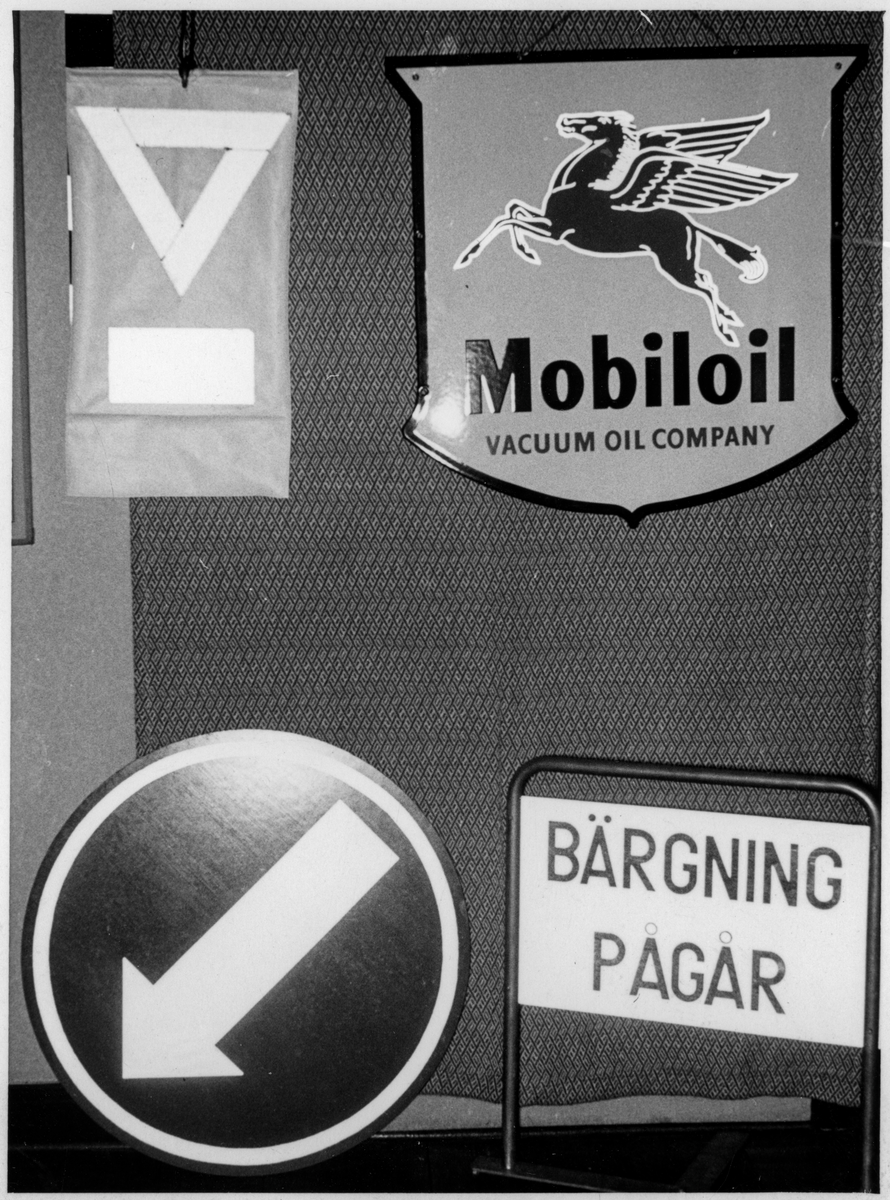 Mobiloil
VACUUM OIL COMPANY
BÄRGNING
PÅGÅR